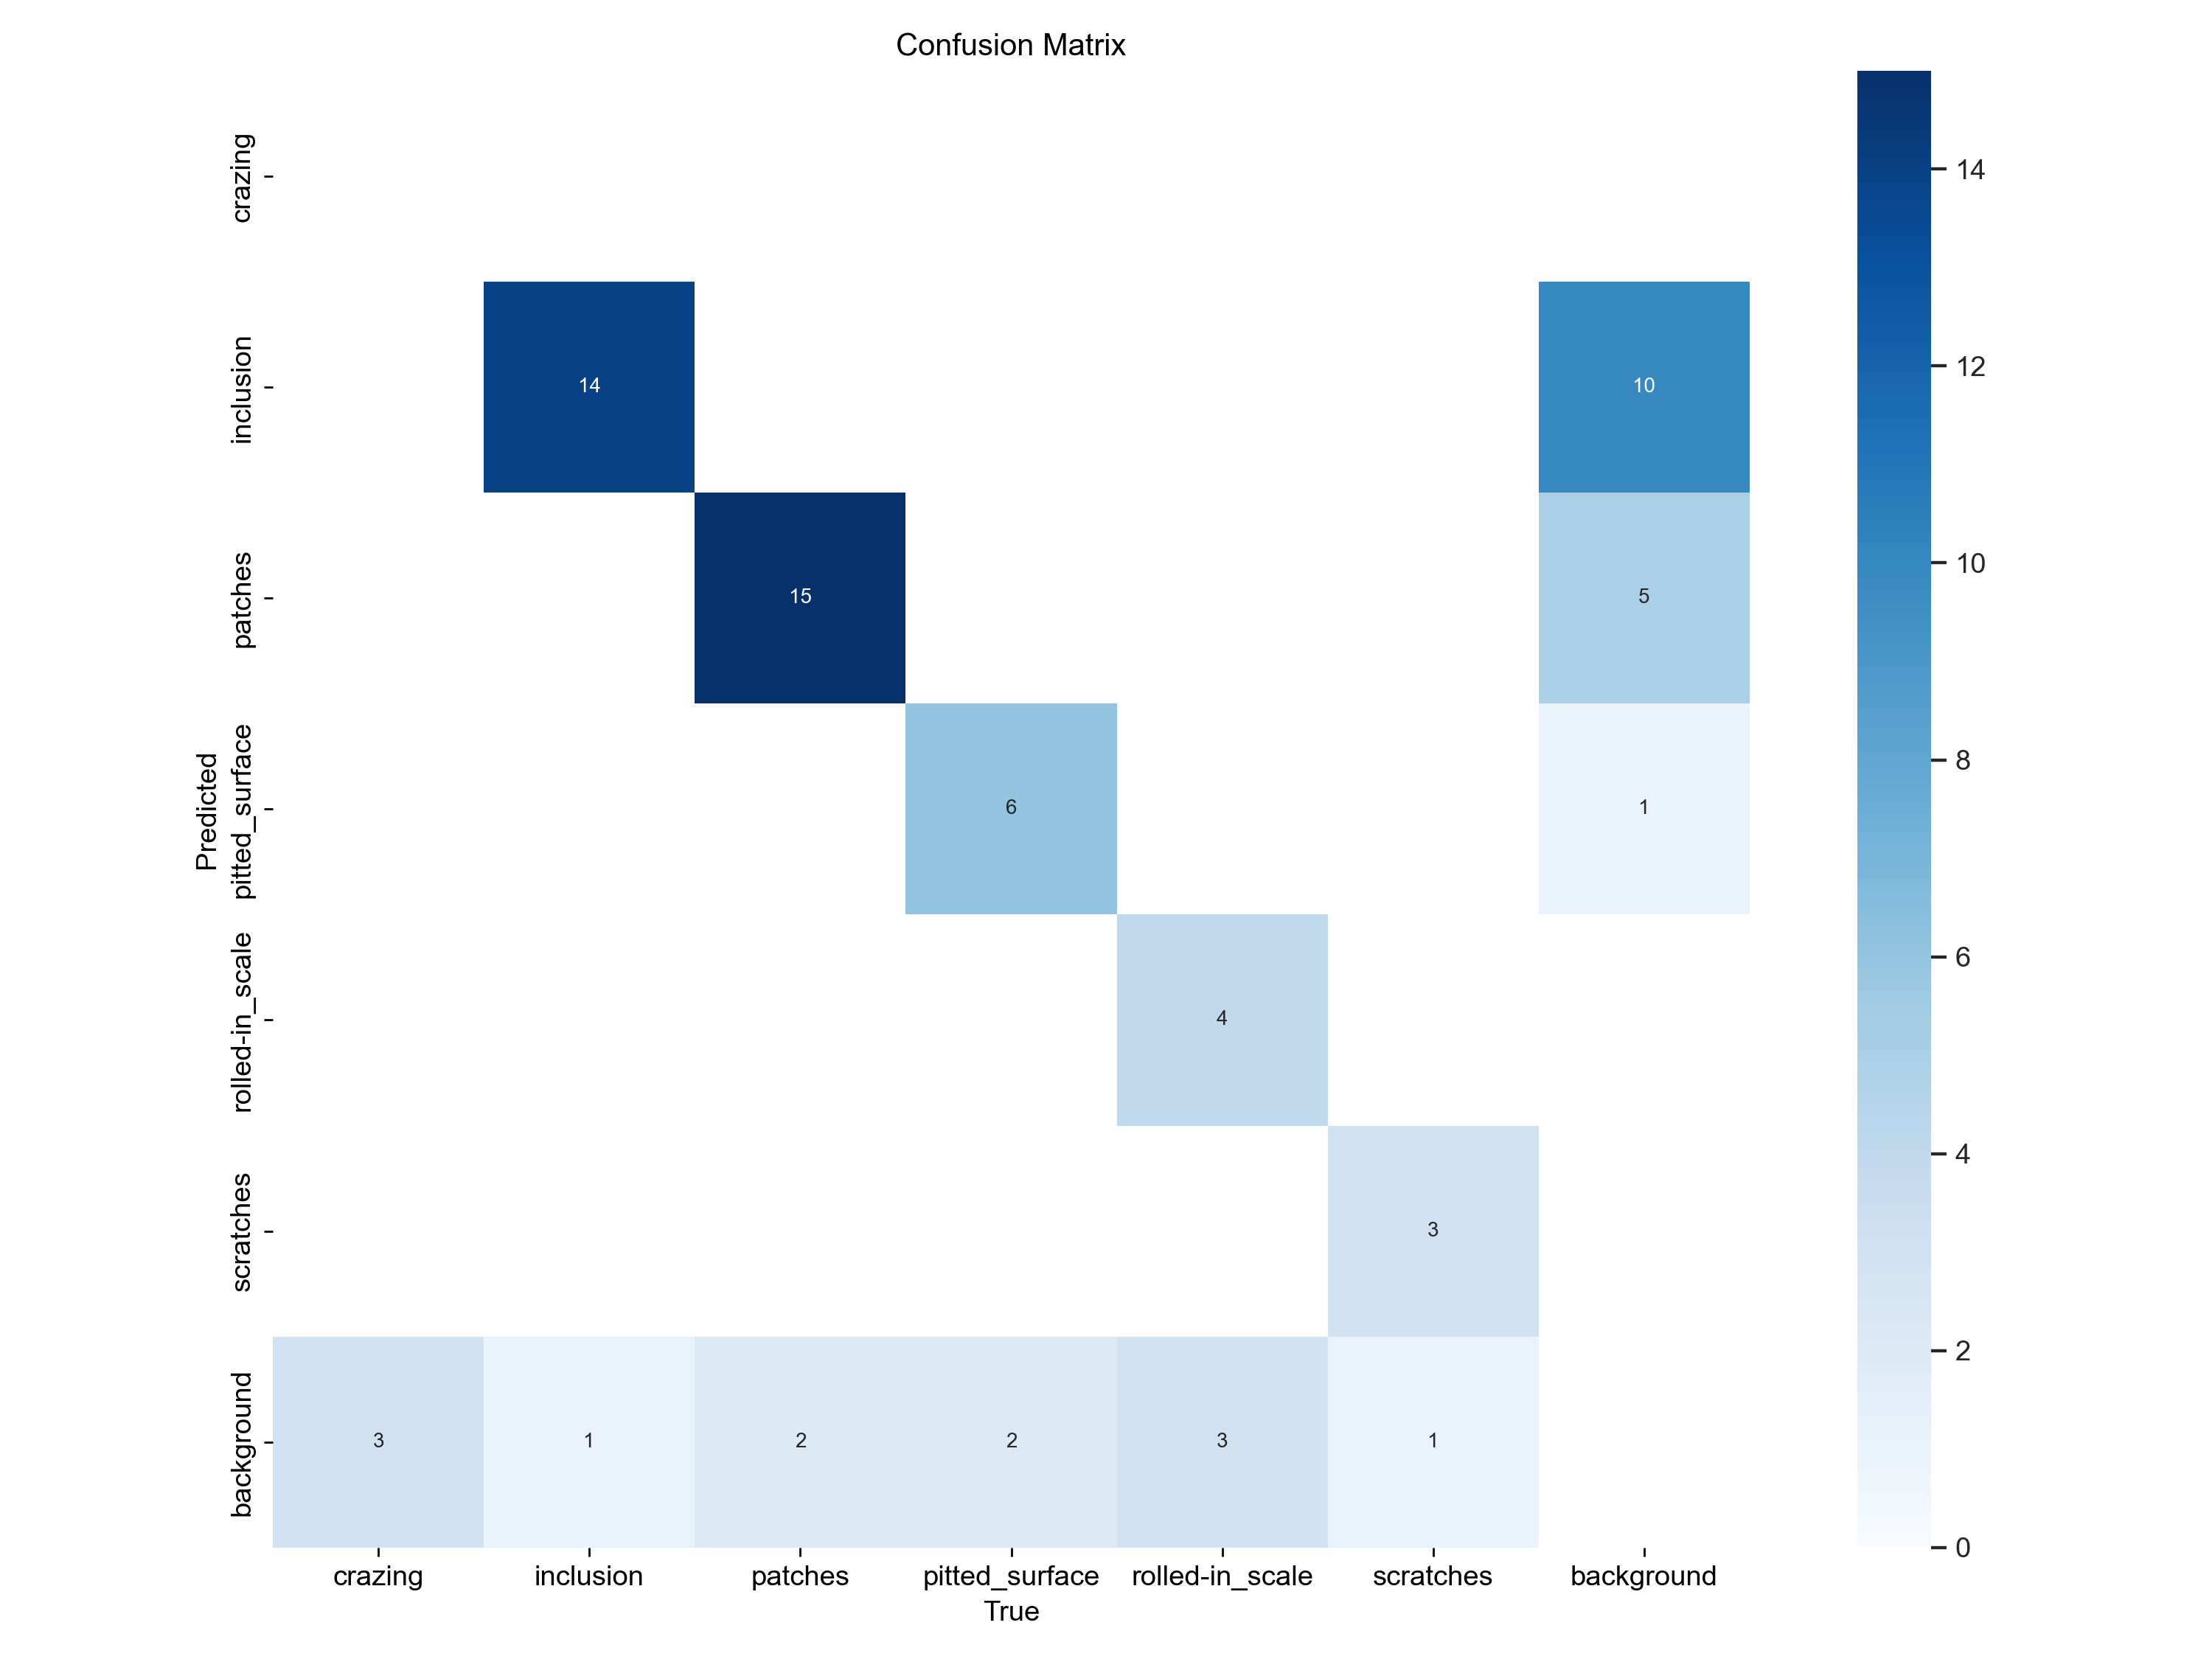 Confusion Matrix
crazing
inclusion
patches
pitted_surface
rolled-in_scale
scratches
background
Predicted
14 10
15 5
6 1
4
3
3 1 2 2 3 1
crazing inclusion patches pitted_surface rolled-in_scale scratches background
True
14
12
10
8
6
4
2
0